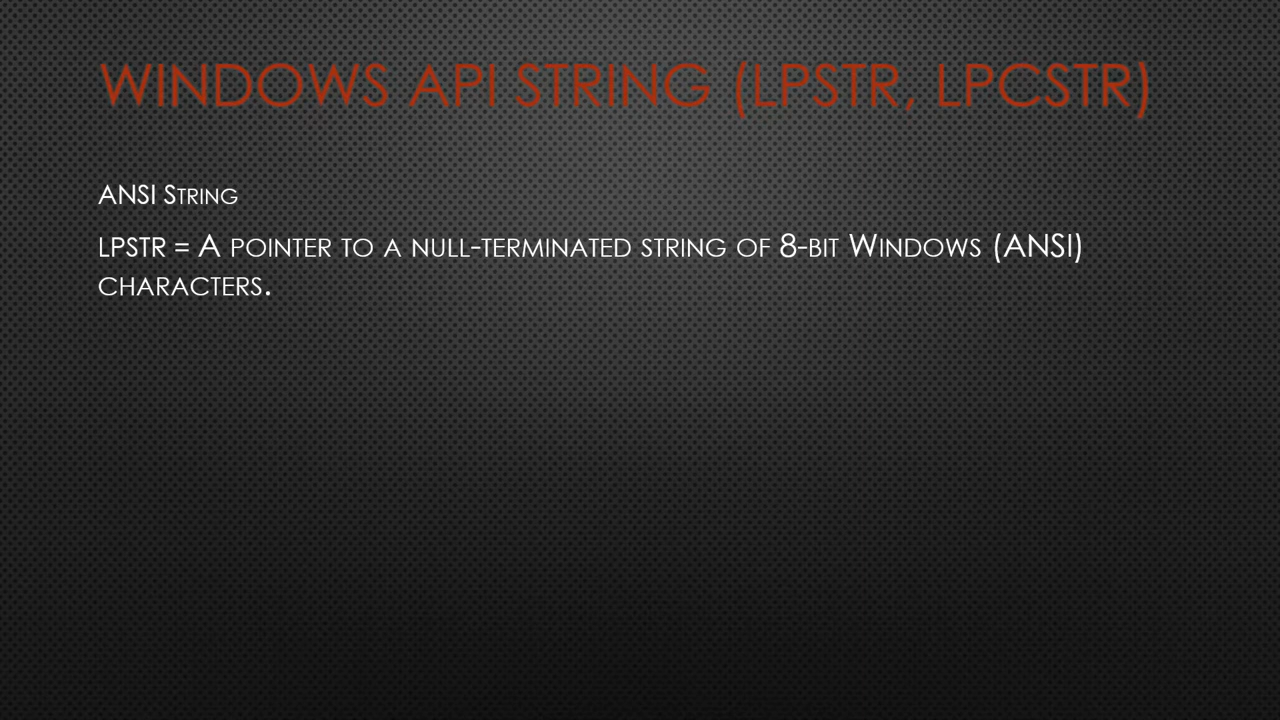 WINDOWS API STRING (LPSTR, LPCSTR)
ANSI String
LPSTR = A pointer to a null-terminated string of 8-bit Windows (ANSI)
characters.